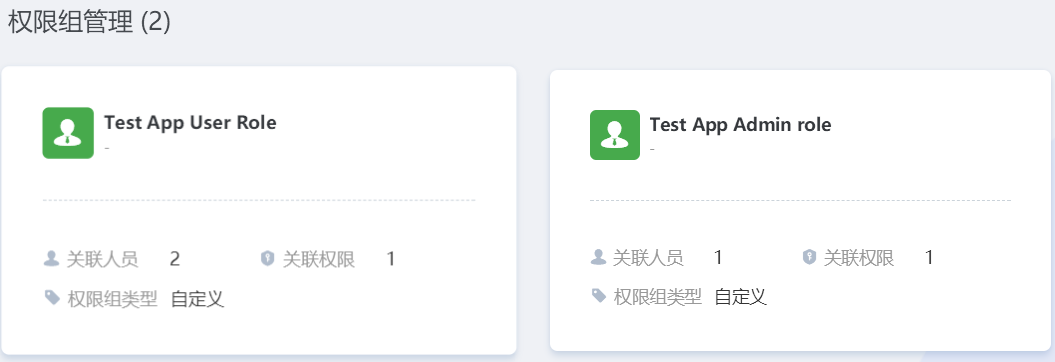 权限组管理 (2)
Test App User Role
-
关联人员 2 关联权限 1
权限组类型 自定义
Test App Admin role
-
关联人员 1 关联权限 1
权限组类型 自定义